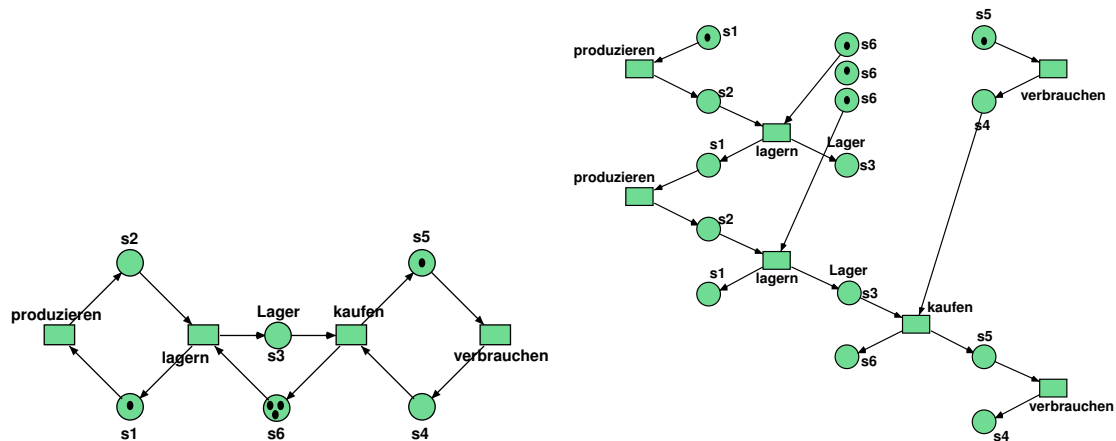 s2
s5
produzieren
Lager
kaufen
lagern
s3
verbrauchen
s1
s6
s4
s1
s5
produzieren
s6
s6
verbrauchen
s2
s6
s4
Lager
s1
lagern
s3
produzieren
s2
Lager
s1
lagern
s3
kaufen
s5
s6
verbrauchen
s4